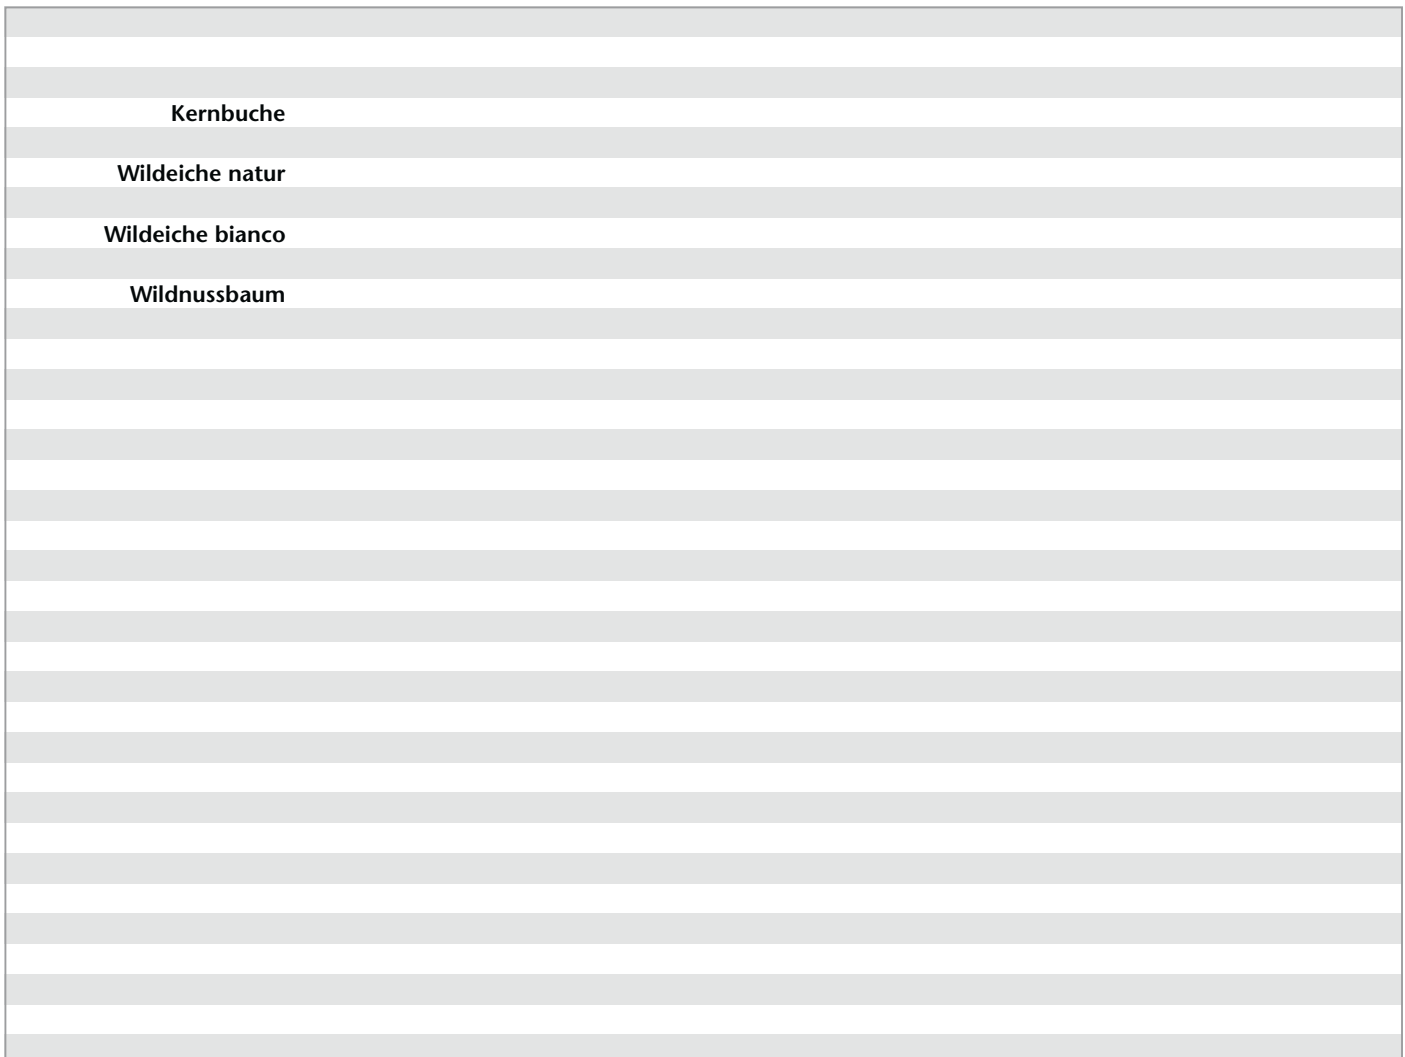 Kernbuche
Wildeiche natur
Wildeiche bianco
Wildnussbaum